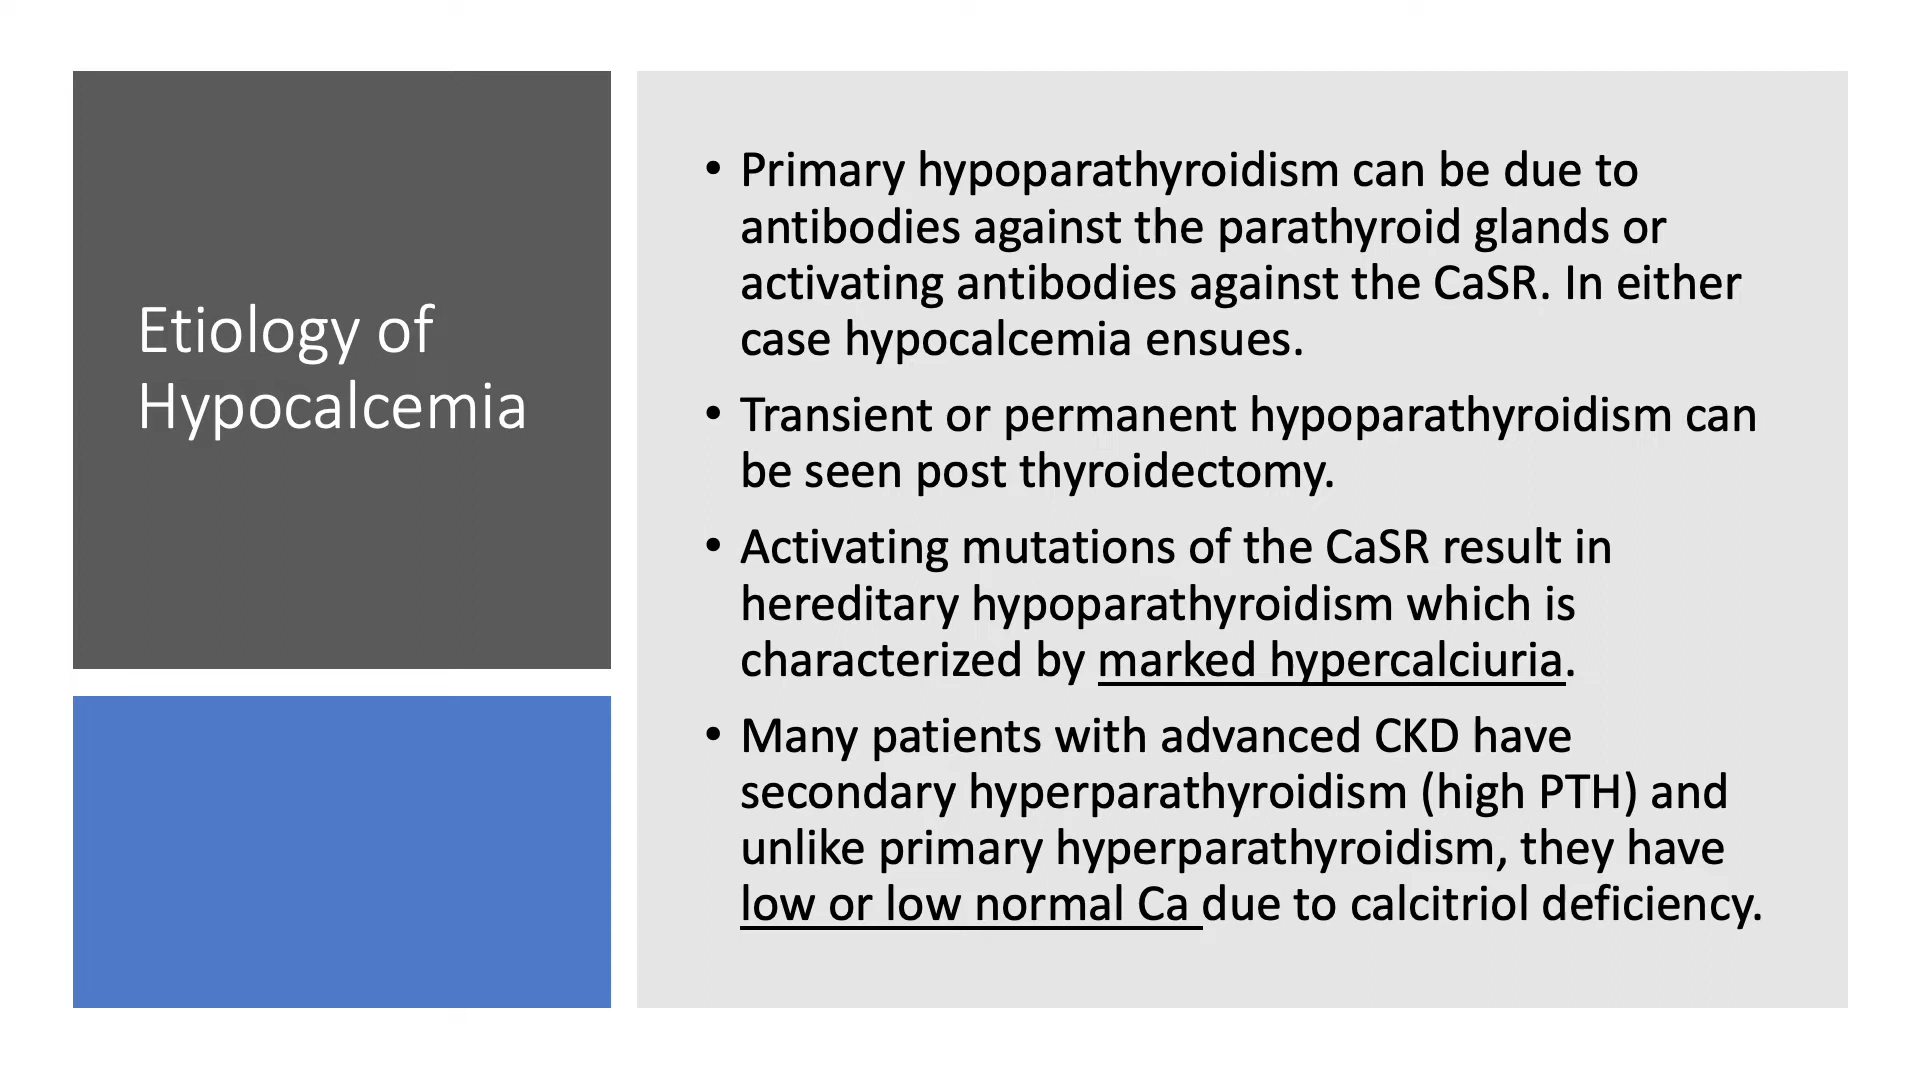 Etiology of
Hypocalcemia
• Primary hypoparathyroidism can be due to
antibodies against the parathyroid glands or
activating antibodies against the CaSR. In either
case hypocalcemia ensues.
• Transient or permanent hypoparathyroidism can
be seen post thyroidectomy.
• Activating mutations of the CaSR result in
hereditary hypoparathyroidism which is
characterized by marked hypercalciuria.
• Many patients with advanced CKD have
secondary hyperparathyroidism (high PTH) and
unlike primary hyperparathyroidism, they have
low or low normal Ca due to calcitriol deficiency.